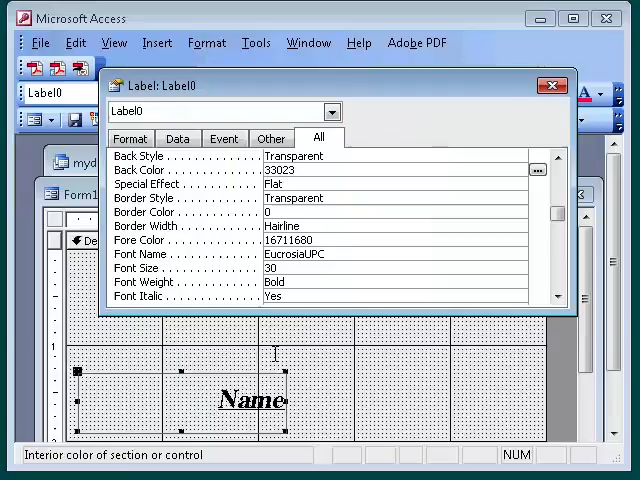 Microsoft Access
File Edit View Insert Format Tools Window Help Adobe PDF
Label0 A
Label: Label0
Label0
Format Data Event Other All
Back Style . . . . . . . . . . . . . . Transparent
Back Color . . . . . . . . . . . . . . 33023 ...
Special Effect . . . . . . . . . . . . Flat
Border Style . . . . . . . . . . . . . Transparent
Border Color . . . . . . . . . . . . . 0
Border Width . . . . . . . . . . . . . Hairline
Fore Color . . . . . . . . . . . . . . 16711680
Font Name . . . . . . . . . . . . . . EucrosiaUPC
Font Size . . . . . . . . . . . . . . . 30
Font Weight . . . . . . . . . . . . . Bold
Font Italic . . . . . . . . . . . . . . Yes
myd
Form1
De
1
Name
Interior color of section or control NUM